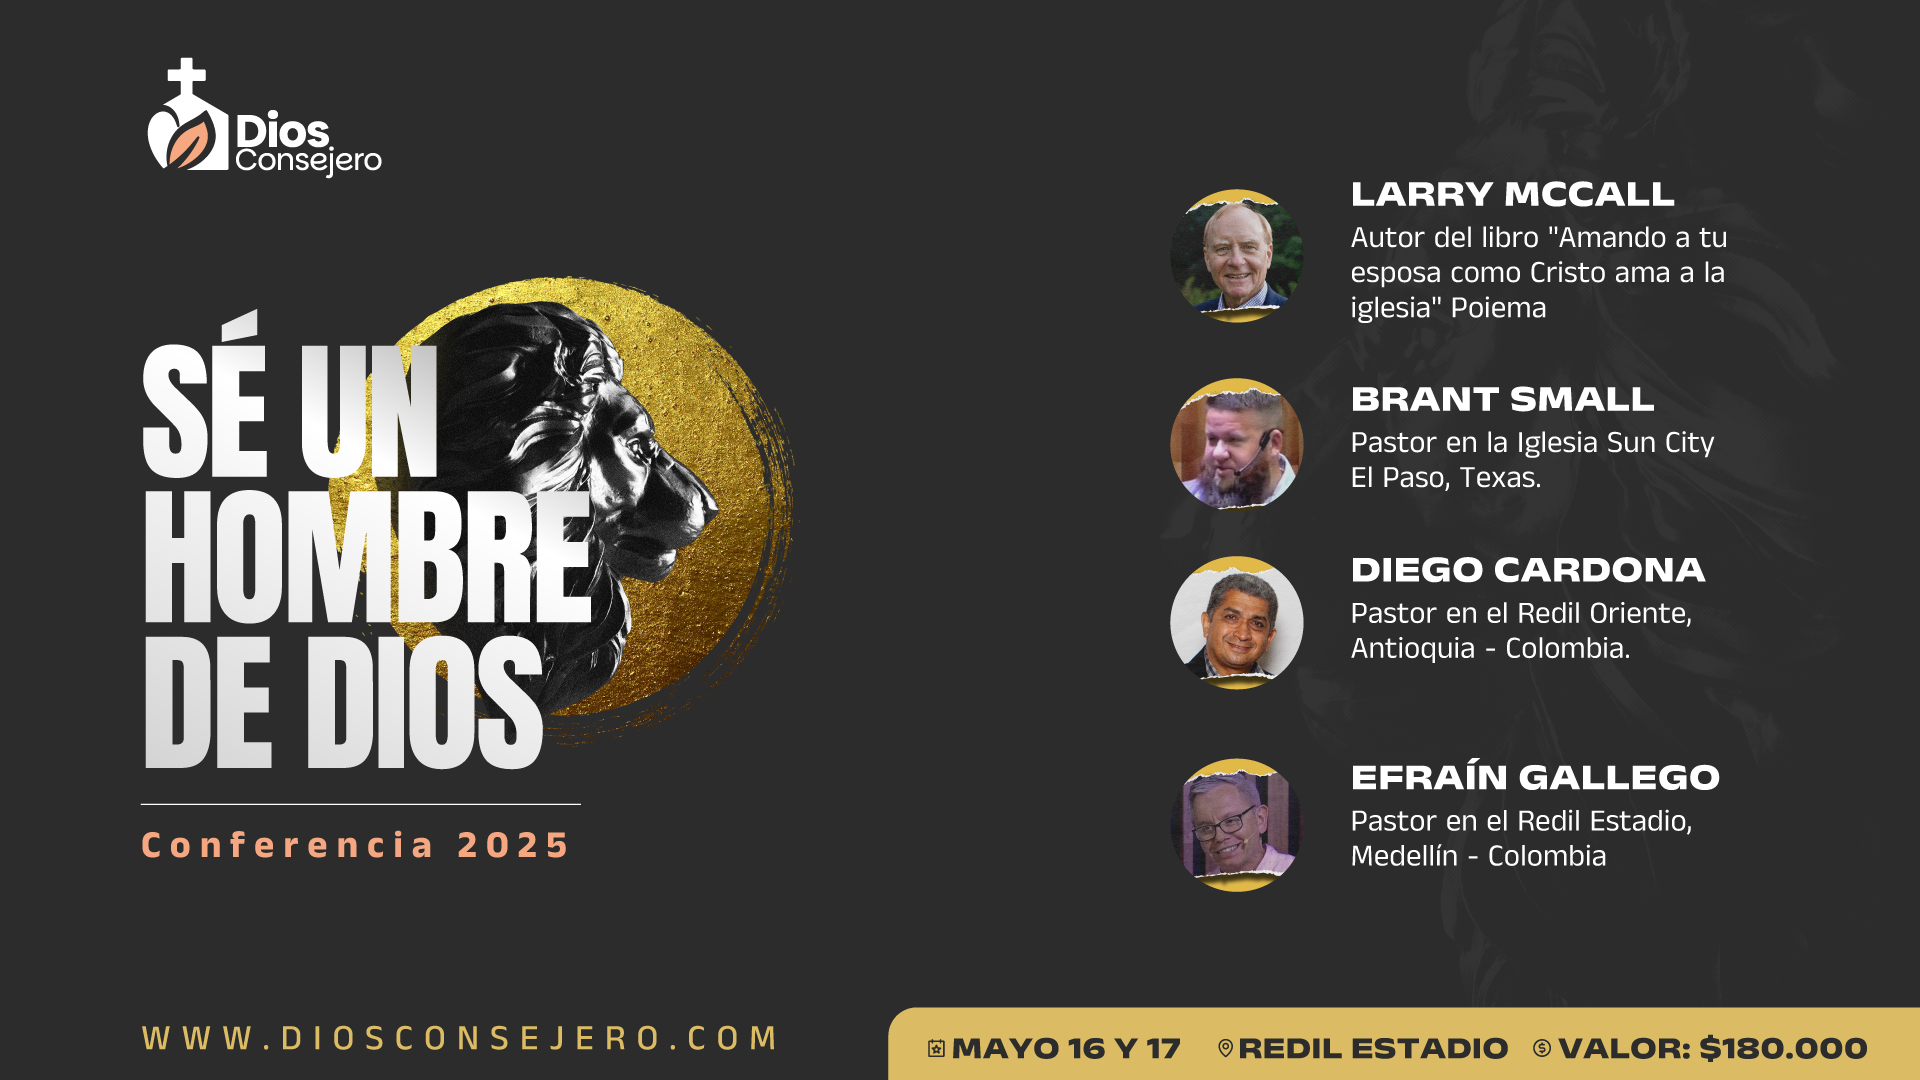 Dios
Consejero
SÉ UN
HOMBRE
DE DIOS
Conferencia 2025
LARRY MCCALL
Autor del libro "Amando a tu
esposa como Cristo ama a la
iglesia" Poiema
BRANT SMALL
Pastor en la Iglesia Sun City
El Paso, Texas.
DIEGO CARDONA
Pastor en el Redil Oriente,
Antioquia - Colombia.
EFRAÍN GALLEGO
Pastor en el Redil Estadio,
Medellín - Colombia
WWW.DIOSCONSEJERO.COM
MAYO 16 Y 17 REDIL ESTADIO VALOR: $180.000